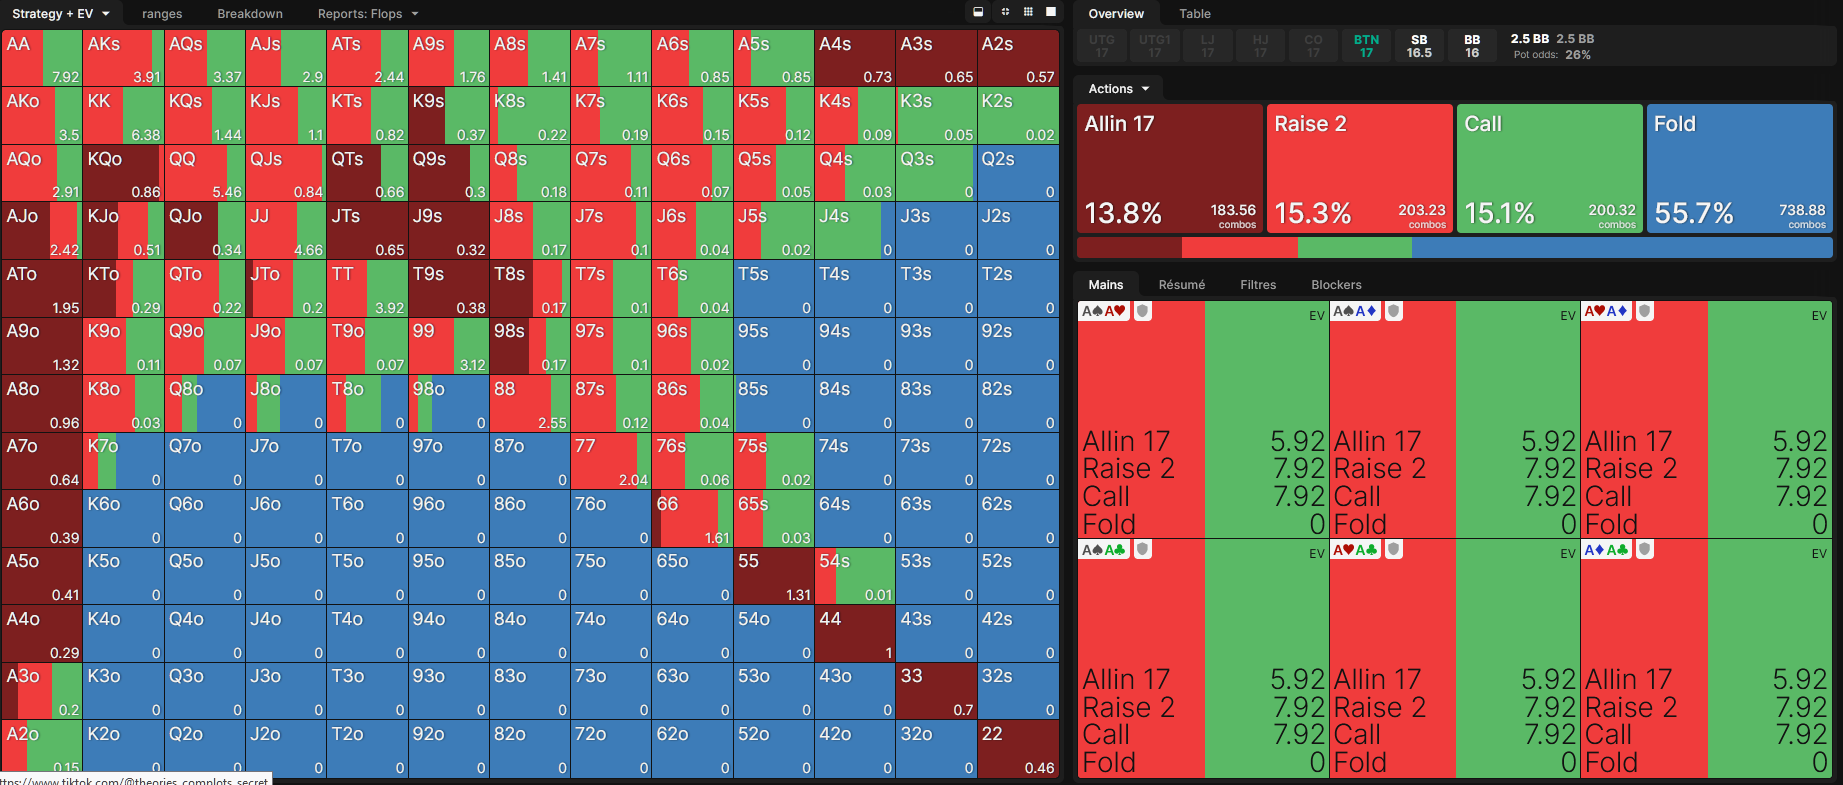 Strategy + EV ranges Breakdown Reports: Flops
AA 7.92 AKs 3.91 AQs 3.37 AJs 2.9 ATs 2.44 A9s 1.76 A8s 1.41 A7s 1.11 A6s 0.85 A5s 0.85 A4s 0.73 A3s 0.65 A2s 0.57
AKo 3.5 KK 6.38 KQs 1.44 KJs 1.1 KTs 0.82 K9s 0.37 K8s 0.22 K7s 0.19 K6s 0.15 K5s 0.12 K4s 0.09 K3s 0.05 K2s 0.02
AQo 2.91 KQo 0.86 QQ 5.46 QJs 0.84 QTs 0.66 Q9s 0.3 Q8s 0.18 Q7s 0.11 Q6s 0.07 Q5s 0.05 Q4s 0.03 Q3s 0 Q2s 0
AJo 2.42 KJo 0.51 QJo 0.34 JJ 4.66 JTs 0.65 J9s 0.32 J8s 0.17 J7s 0.1 J6s 0.04 J5s 0.02 J4s 0 J3s 0 J2s 0
ATo 1.95 KTo 0.29 QTo 0.22 JTo 0.2 TT 3.92 T9s 0.38 T8s 0.17 T7s 0.1 T6s 0.04 T5s 0 T4s 0 T3s 0 T2s 0
A9o 1.32 K9o 0.11 Q9o 0.07 J9o 0.07 T9o 0.07 99 3.12 98s 0.17 97s 0.1 96s 0.02 95s 0 94s 0 93s 0 92s 0
A8o 0.96 K8o 0.03 Q8o 0 J8o 0 T8o 0 98o 0 88 2.55 87s 0.12 86s 0.04 85s 0 84s 0 83s 0 82s 0
A7o 0.64 K7o 0 Q7o 0 J7o 0 T7o 0 97o 0 87o 0 77 2.04 76s 0.06 75s 0.02 74s 0 73s 0 72s 0
A6o 0.39 K6o 0 Q6o 0 J6o 0 T6o 0 96o 0 86o 0 76o 0 66 1.61 65s 0.03 64s 0 63s 0 62s 0
A5o 0.41 K5o 0 Q5o 0 J5o 0 T5o 0 95o 0 85o 0 75o 0 65o 0 55 1.31 54s 0.01 53s 0 52s 0
A4o 0.29 K4o 0 Q4o 0 J4o 0 T4o 0 94o 0 84o 0 74o 0 64o 0 54o 0 44 1 43s 0 42s 0
A3o 0.2 K3o 0 Q3o 0 J3o 0 T3o 0 93o 0 83o 0 73o 0 63o 0 53o 0 43o 0 33 0.7 32s 0
A2o 0.15 K2o 0 Q2o 0 J2o 0 T2o 0 92o 0 82o 0 72o 0 62o 0 52o 0 42o 0 32o 0 22 0.46
ttps://www.tiktok.com/@theories_complots_secret
Overview Table
UTG 17 UTG1 17 LJ 17 HJ 17 CO 17 BTN 17 SB 16.5 BB 16 2.5 BB 2.5 BB
Pot odds: 26%
Actions
Allin 17 Raise 2 Call Fold
13.8% 183.56 combos 15.3% 203.23 combos 15.1% 200.32 combos 55.7% 738.88 combos
Mains Résumé Filtres Blockers
A♠A♥ EV A♠A♦ EV A♥A♦ EV
Allin 17 5.92 Allin 17 5.92 Allin 17 5.92
Raise 2 7.92 Raise 2 7.92 Raise 2 7.92
Call 7.92 Call 7.92 Call 7.92
Fold 0 Fold 0 Fold 0
A♠A♣ EV A♥A♣ EV A♦A♣ EV
Allin 17 5.92 Allin 17 5.92 Allin 17 5.92
Raise 2 7.92 Raise 2 7.92 Raise 2 7.92
Call 7.92 Call 7.92 Call 7.92
Fold 0 Fold 0 Fold 0